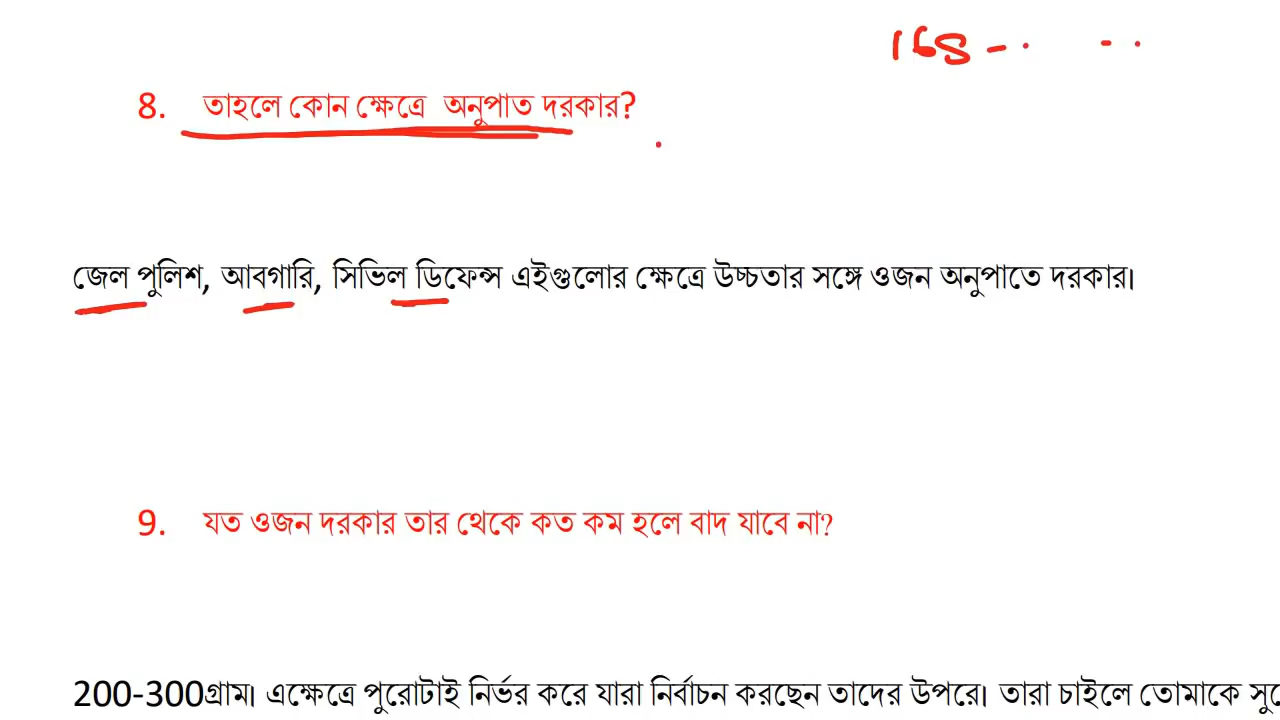 168 -
8. তাহলে কোন ক্ষেত্রে অনুপাত দরকার?
জেল পুলিশ, আবগারি, সিভিল ডিফেন্স এইগুলোর ক্ষেত্রে উচ্চতার সঙ্গে ওজন অনুপাতে দরকার।
9. যত ওজন দরকার তার থেকে কত কম হলে বাদ যাবে না?
200-300গ্রাম। এক্ষেত্রে পুরোটাই নির্ভর করে যারা নির্বাচন করছেন তাদের উপরে। তারা চাইলে তোমাকে